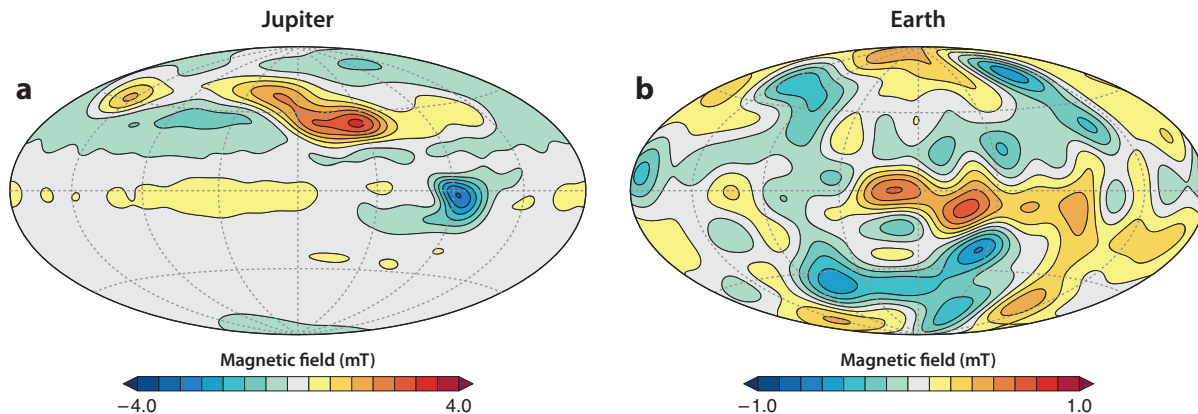 Jupiter
Earth
a
b
Magnetic field (mT)
−4.0
4.0
Magnetic field (mT)
−1.0
1.0